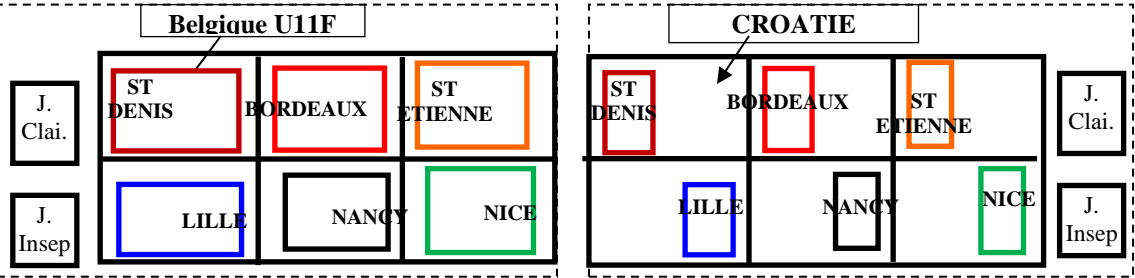 Belgique U11F
J.
Clai.
ST
DENIS
BORDEAUX
ST
ETIENNE
J.
Insep
LILLE
NANCY
NICE
CROATIE
ST
DENIS
BORDEAUX
ST
ETIENNE
J.
Clai.
LILLE
NANCY
NICE
J.
Insep